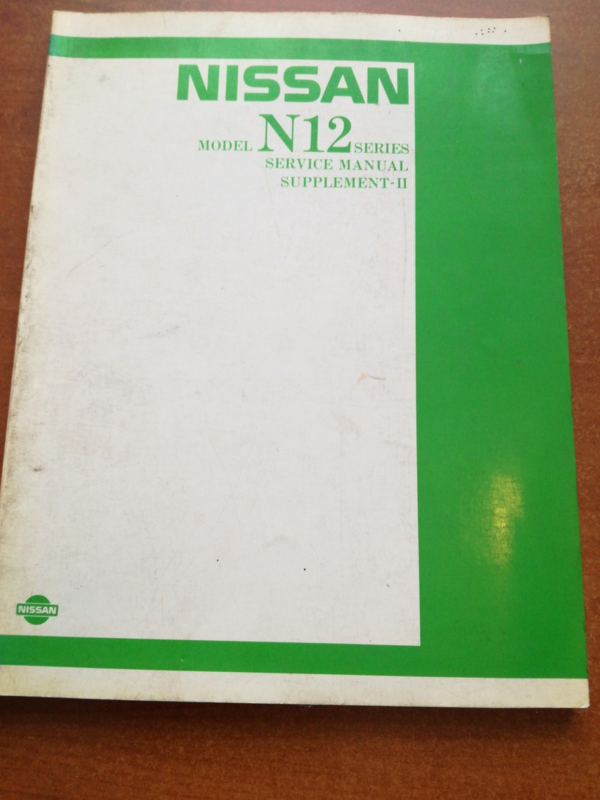 NISSAN
MODEL N12 SERIES
SERVICE MANUAL
SUPPLEMENT-II
NISSAN